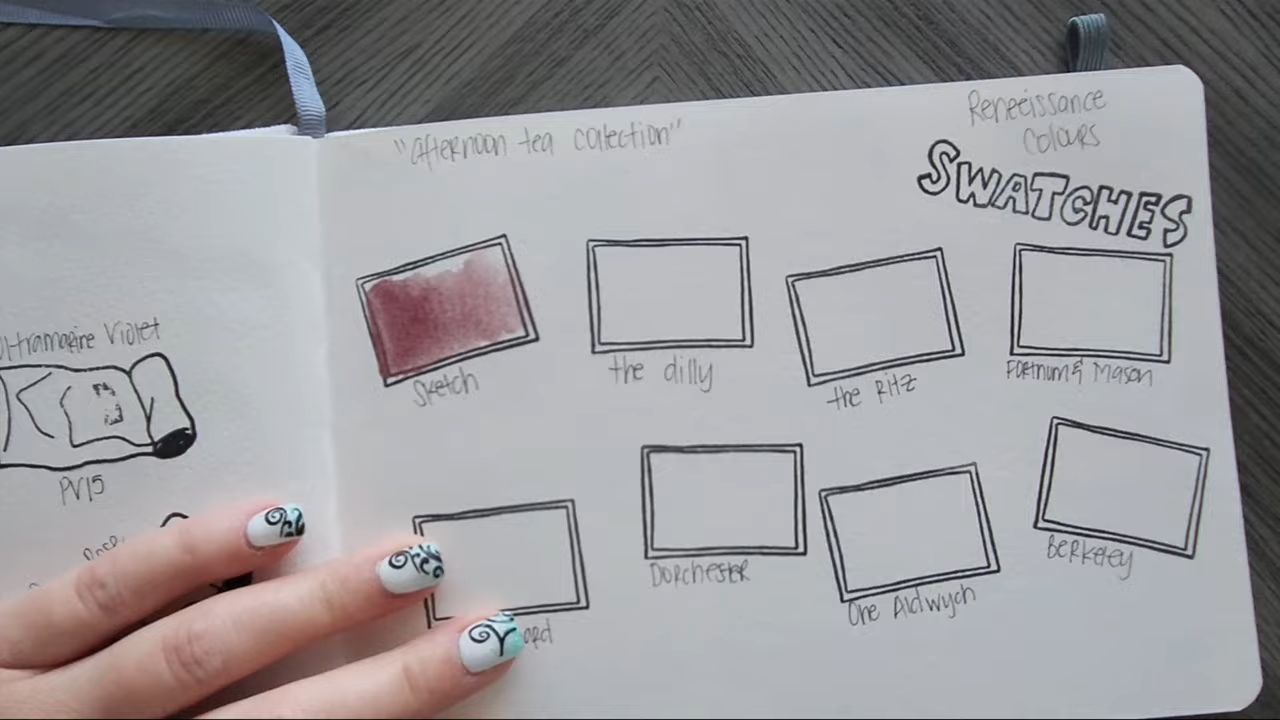 "afternoon tea collection"
Reneeissance
Colours
SWATCHES
Sketch
the dilly
the Ritz
Fortnum & Mason
Ultramarine Violet
PV15
Dorchester
One Aldwych
Berkeley